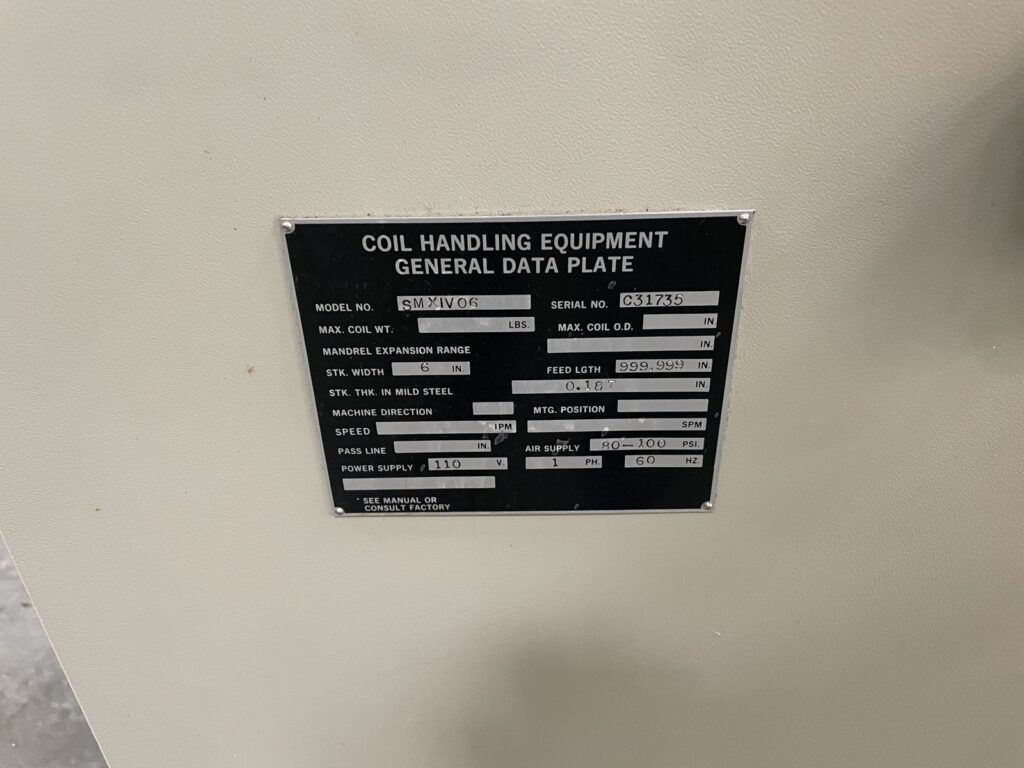 COIL HANDLING EQUIPMENT
GENERAL DATA PLATE
MODEL NO. SMXIV06 SERIAL NO. C31735
MAX. COIL WT. LBS. MAX. COIL O.D. IN
MANDREL EXPANSION RANGE IN.
STK. WIDTH 6 IN. FEED LGTH 999.999 IN.
STK. THK. IN MILD STEEL 0.187 IN.
MACHINE DIRECTION MTG. POSITION
SPEED IPM SPM
PASS LINE IN. AIR SUPPLY 80-100 PSI.
POWER SUPPLY 110 V. 1 PH. 60 HZ.
* SEE MANUAL OR
CONSULT FACTORY